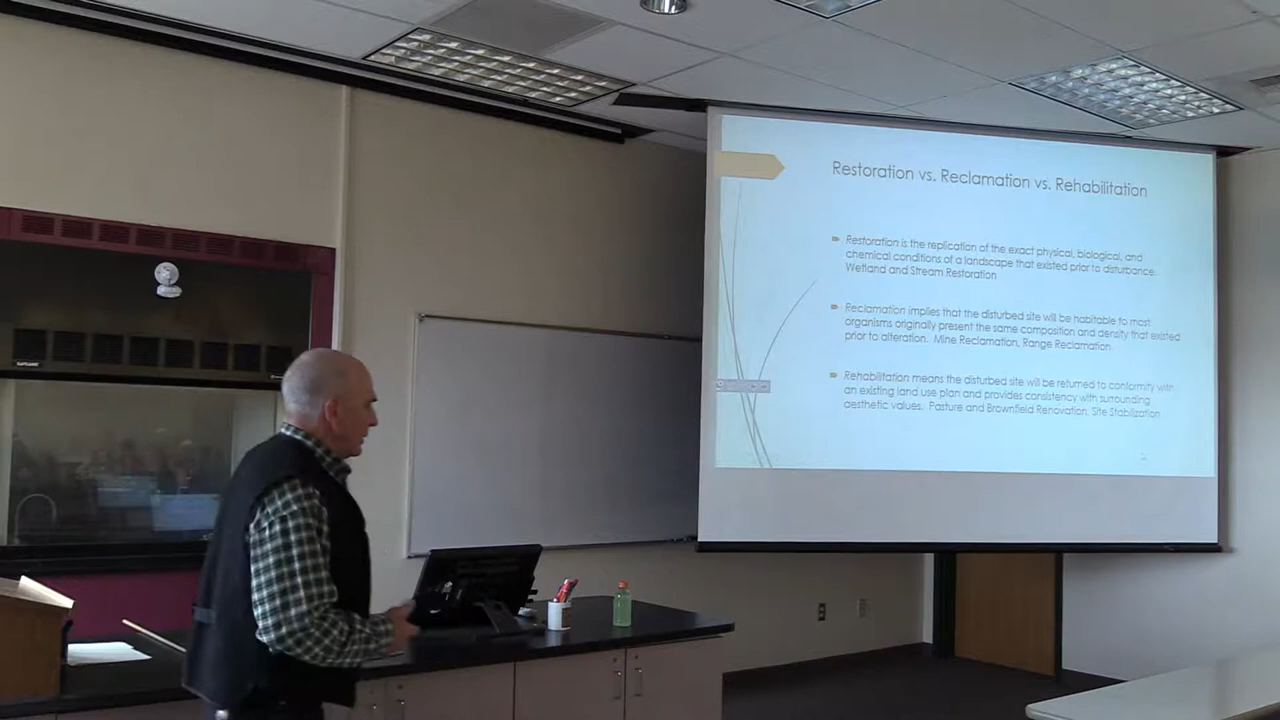 Restoration vs. Reclamation vs. Rehabilitation
Restoration is the replication of the exact physical, biological, and
chemical conditions of a landscape that existed prior to disturbance.
Wetland and Stream Restoration
Reclamation implies that the disturbed site will be habitable to most
organisms originally present the same composition and density that existed
prior to alteration. Mine Reclamation, Range Reclamation.
Rehabilitation means the disturbed site will be returned to conformity with
an existing land use plan and provides consistency with surrounding
aesthetic values. Pasture and Brownfield Renovation. Site Stabilization